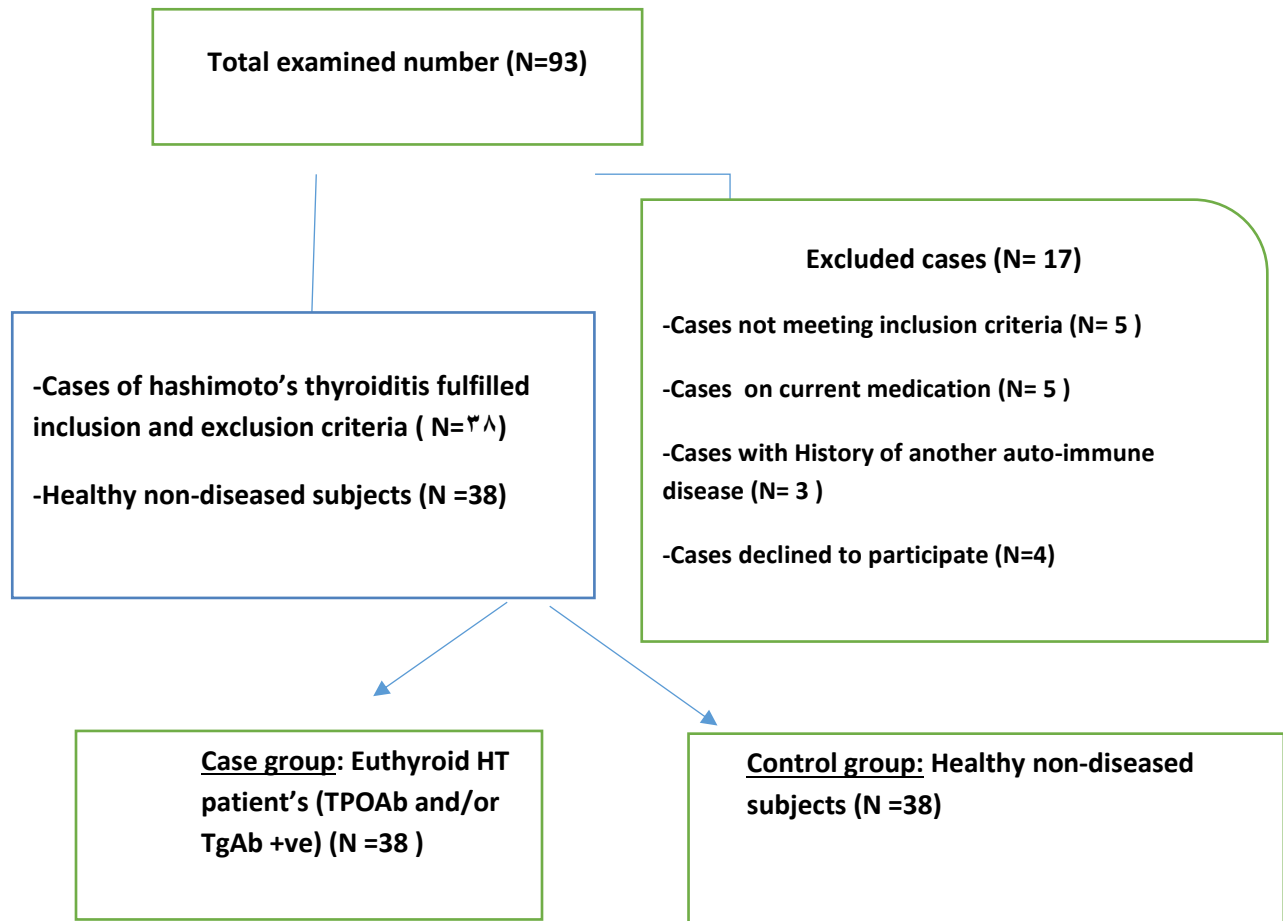 Total examined number (N=93)
Excluded cases (N= 17)
-Cases not meeting inclusion criteria (N= 5 )
-Cases  on current medication (N= 5 )
-Cases with History of another auto-immune
disease (N= 3 )
-Cases declined to participate (N=4)
-Cases of hashimoto’s thyroiditis fulfilled
inclusion and exclusion criteria ( N=٣٨)
-Healthy non-diseased subjects (N =38)
Case group: Euthyroid HT
patient’s (TPOAb and/or
TgAb +ve) (N =38 )
Control group: Healthy non-diseased
subjects (N =38)